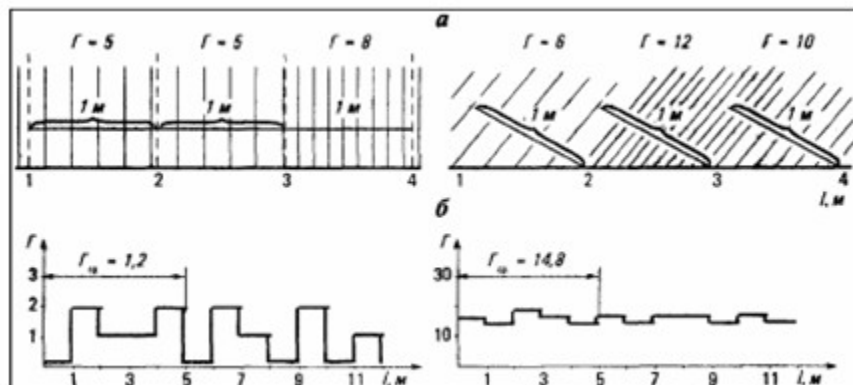 а
Г = 5 Г = 5 Г = 8 Г = 6 Г = 12 Г = 10
1 м 1 м 1 м 1 м 1 м 1 м
1 2 3 4 1 2 3 4
l, м
б
Г Гср = 1,2 Г Гср = 14,8
3 30
2
1 10
1 3 5 7 9 11 l, м 1 3 5 7 9 11 l, м